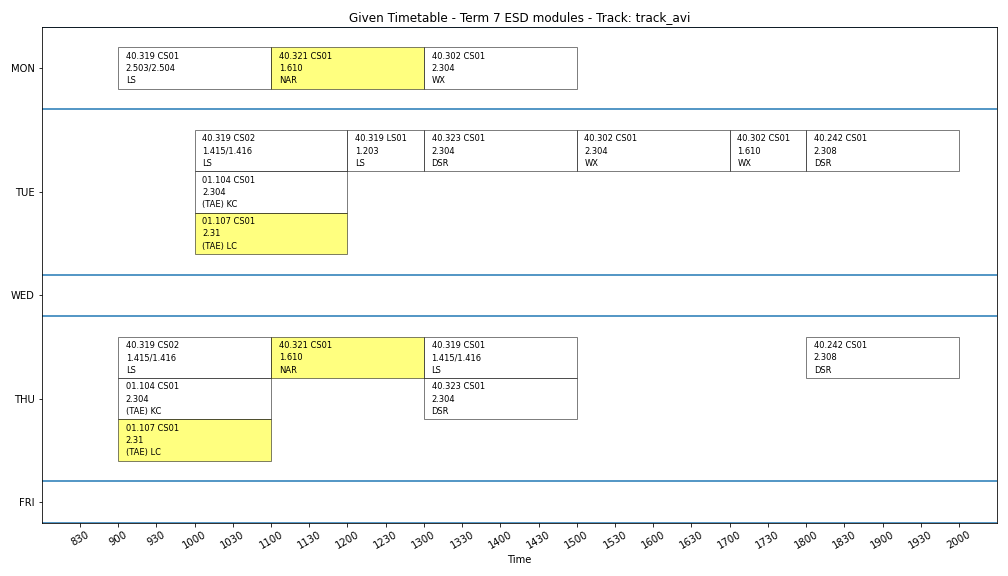 Given Timetable - Term 7 ESD modules - Track: track_avi
MON
40.319 CS01
2.503/2.504
LS
40.321 CS01
1.610
NAR
40.302 CS01
2.304
WX
TUE
40.319 CS02
1.415/1.416
LS
40.319 LS01
1.203
LS
40.323 CS01
2.304
DSR
40.302 CS01
2.304
WX
40.302 CS01
1.610
WX
40.242 CS01
2.308
DSR
01.104 CS01
2.304
(TAE) KC
01.107 CS01
2.31
(TAE) LC
WED
THU
40.319 CS02
1.415/1.416
LS
40.321 CS01
1.610
NAR
40.319 CS01
1.415/1.416
LS
40.242 CS01
2.308
DSR
01.104 CS01
2.304
(TAE) KC
40.323 CS01
2.304
DSR
01.107 CS01
2.31
(TAE) LC
FRI
830 900 930 1000 1030 1100 1130 1200 1230 1300 1330 1400 1430 1500 1600 1630 1700 1730 1800 1830 1900 1930 2000
Time